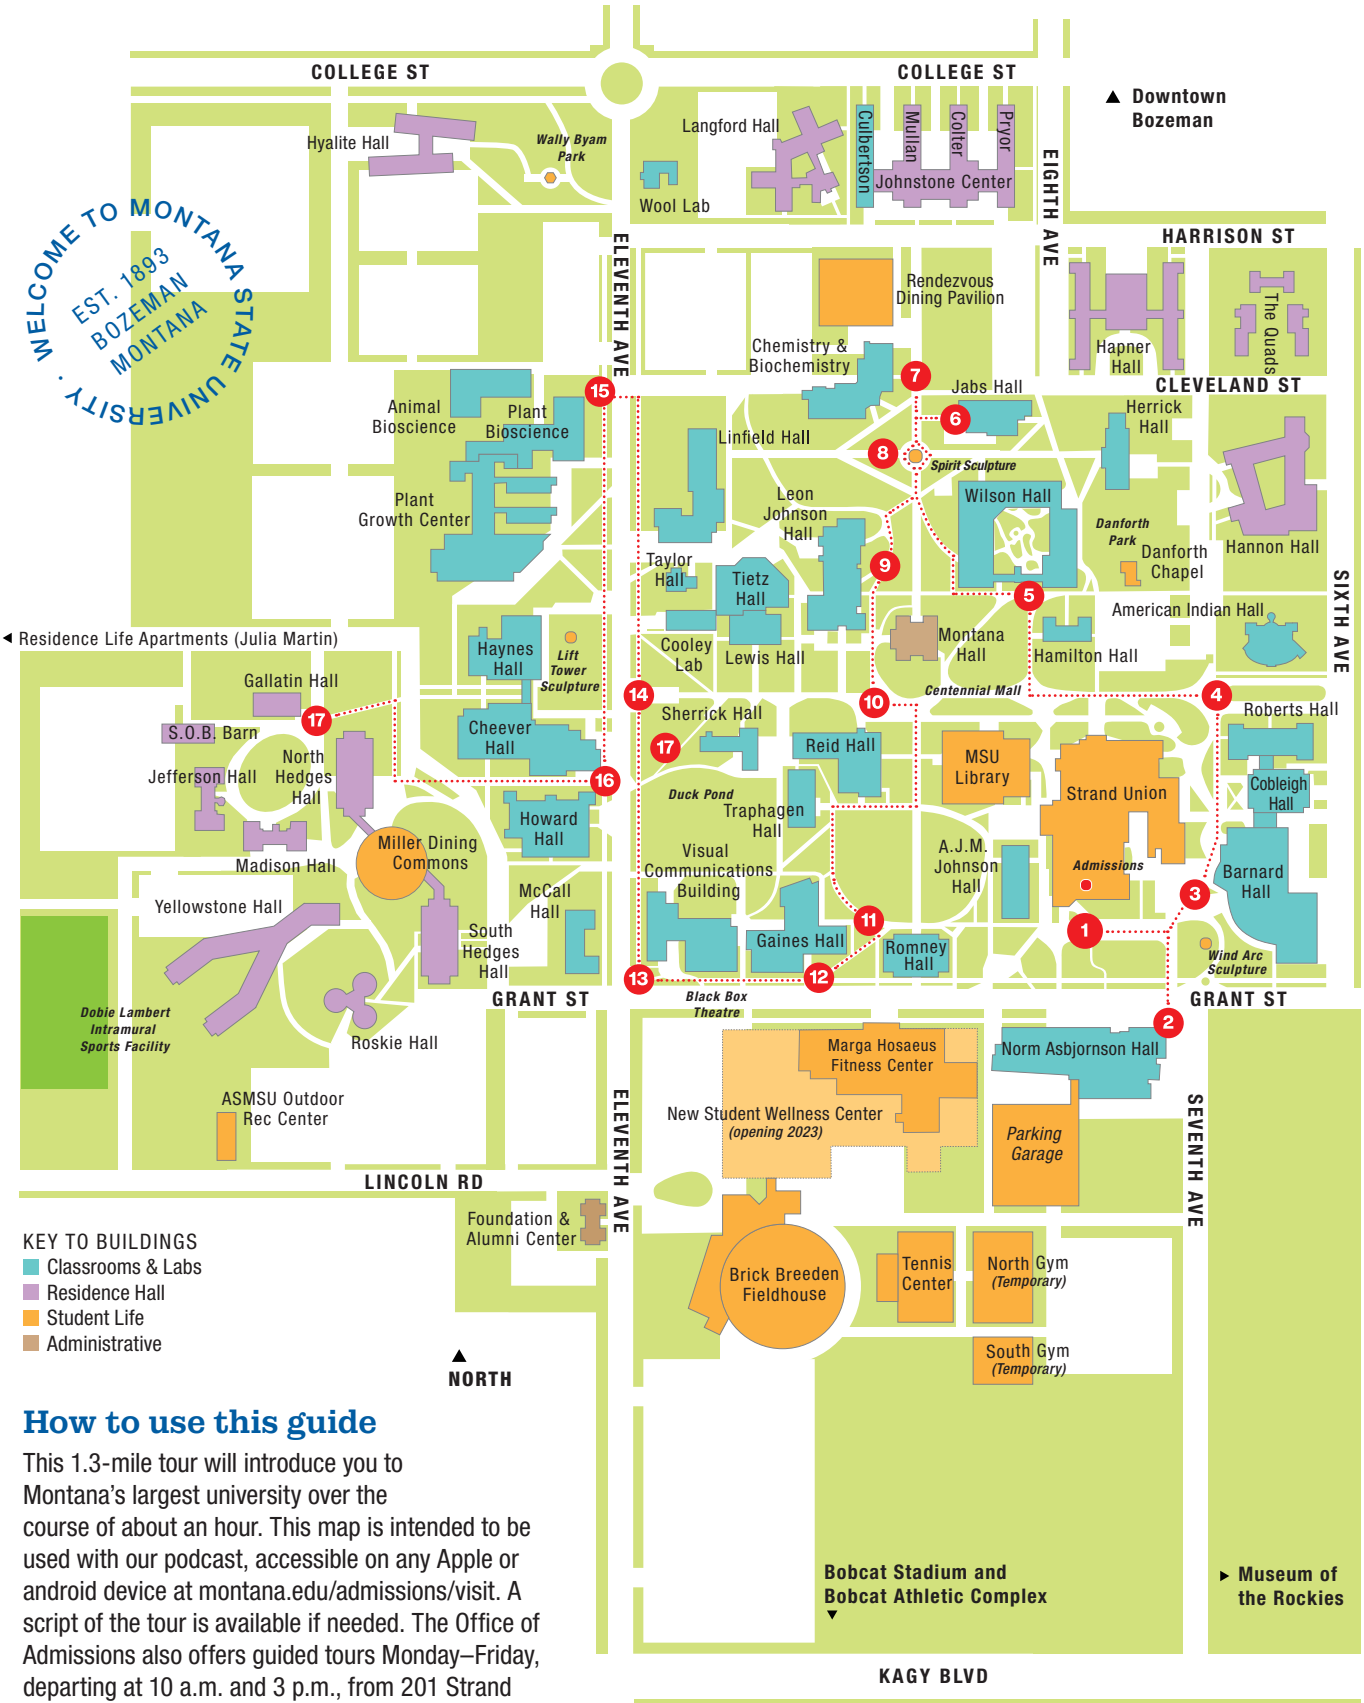 COLLEGE ST
COLLEGE ST
Downtown
Bozeman
Hyalite Hall
Wally Byam
Park
Langford Hall
Wool Lab
Culbertson
Mullan
Colter
Pryor
Johnstone Center
EIGHTH AVE
HARRISON ST
WELCOME TO MONTANA STATE UNIVERSITY ·
EST. 1893
BOZEMAN
MONTANA
ELEVENTH AVE
Rendezvous
Dining Pavilion
Hapner
Hall
The Quads
Chemistry &
Biochemistry
7
Jabs Hall
6
CLEVELAND ST
15
Animal
Bioscience
Plant
Bioscience
Herrick
Hall
Linfield Hall
8
Spirit Sculpture
Plant
Growth Center
Leon
Johnson
Hall
Wilson Hall
Danforth
Park
Danforth
Chapel
Hannon Hall
9
Taylor
Hall
Tietz
Hall
5
SIXTH AVE
American Indian Hall
Residence Life Apartments (Julia Martin)
Haynes
Hall
Lift
Tower
Sculpture
Cooley
Lab
Lewis Hall
Montana
Hall
Hamilton Hall
Gallatin Hall
14
10
Centennial Mall
4
17
S.O.B. Barn
Cheever
Hall
Sherrick Hall
17
Reid Hall
MSU
Library
Roberts Hall
North
Hedges
Hall
Jefferson Hall
16
Duck Pond
Traphagen
Hall
Strand Union
Cobleigh
Hall
Howard
Hall
Miller Dining
Commons
Madison Hall
Visual
Communications
Building
A.J.M.
Johnson
Hall
Admissions
Barnard
Hall
3
McCall
Hall
Yellowstone Hall
South
Hedges
Hall
11
1
Gaines Hall
Romney
Hall
Wind Arc
Sculpture
13
12
GRANT ST
Black Box
Theatre
GRANT ST
Dobie Lambert
Intramural
Sports Facility
Roskie Hall
2
Marga Hosaeus
Fitness Center
Norm Asbjornson Hall
ASMSU Outdoor
Rec Center
ELEVENTH AVE
New Student Wellness Center
(opening 2023)
Parking
Garage
SEVENTH AVE
LINCOLN RD
Foundation &
Alumni Center
KEY TO BUILDINGS
Classrooms & Labs
Residence Hall
Student Life
Administrative
Brick Breeden
Fieldhouse
Tennis
Center
North Gym
(Temporary)
South Gym
(Temporary)
NORTH
How to use this guide
This 1.3-mile tour will introduce you to
Montana’s largest university over the
course of about an hour. This map is intended to be
used with our podcast, accessible on any Apple or
android device at montana.edu/admissions/visit. A
script of the tour is available if needed. The Office of
Admissions also offers guided tours Monday–Friday,
departing at 10 a.m. and 3 p.m., from 201 Strand
Bobcat Stadium and
Bobcat Athletic Complex
Museum of
the Rockies
KAGY BLVD